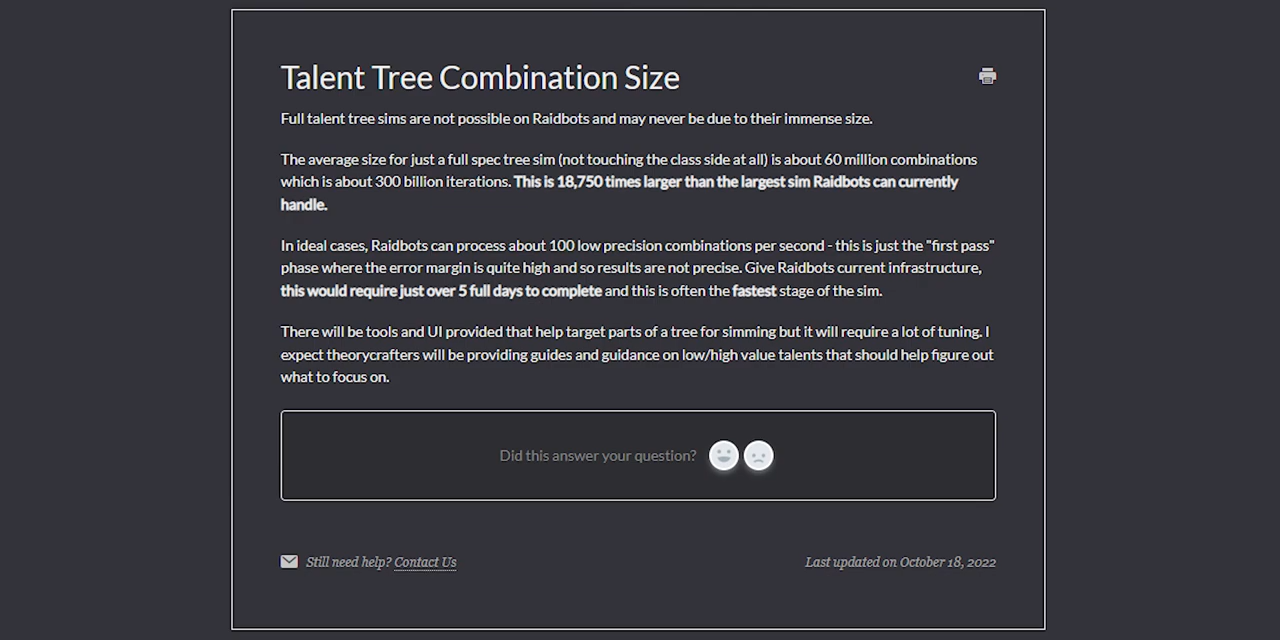 Talent Tree Combination Size
Full talent tree sims are not possible on Raidbots and may never be due to their immense size.
The average size for just a full spec tree sim (not touching the class side at all) is about 60 million combinations
which is about 300 billion iterations. This is 18,750 times larger than the largest sim Raidbots can currently
handle.
In ideal cases, Raidbots can process about 100 low precision combinations per second - this is just the "first pass"
phase where the error margin is quite high and so results are not precise. Give Raidbots current infrastructure,
this would require just over 5 full days to complete and this is often the fastest stage of the sim.
There will be tools and UI provided that help target parts of a tree for simming but it will require a lot of tuning. I
expect theorycrafters will be providing guides and guidance on low/high value talents that should help figure out
what to focus on.
Did this answer your question?
Still need help? Contact Us
Last updated on October 18, 2022